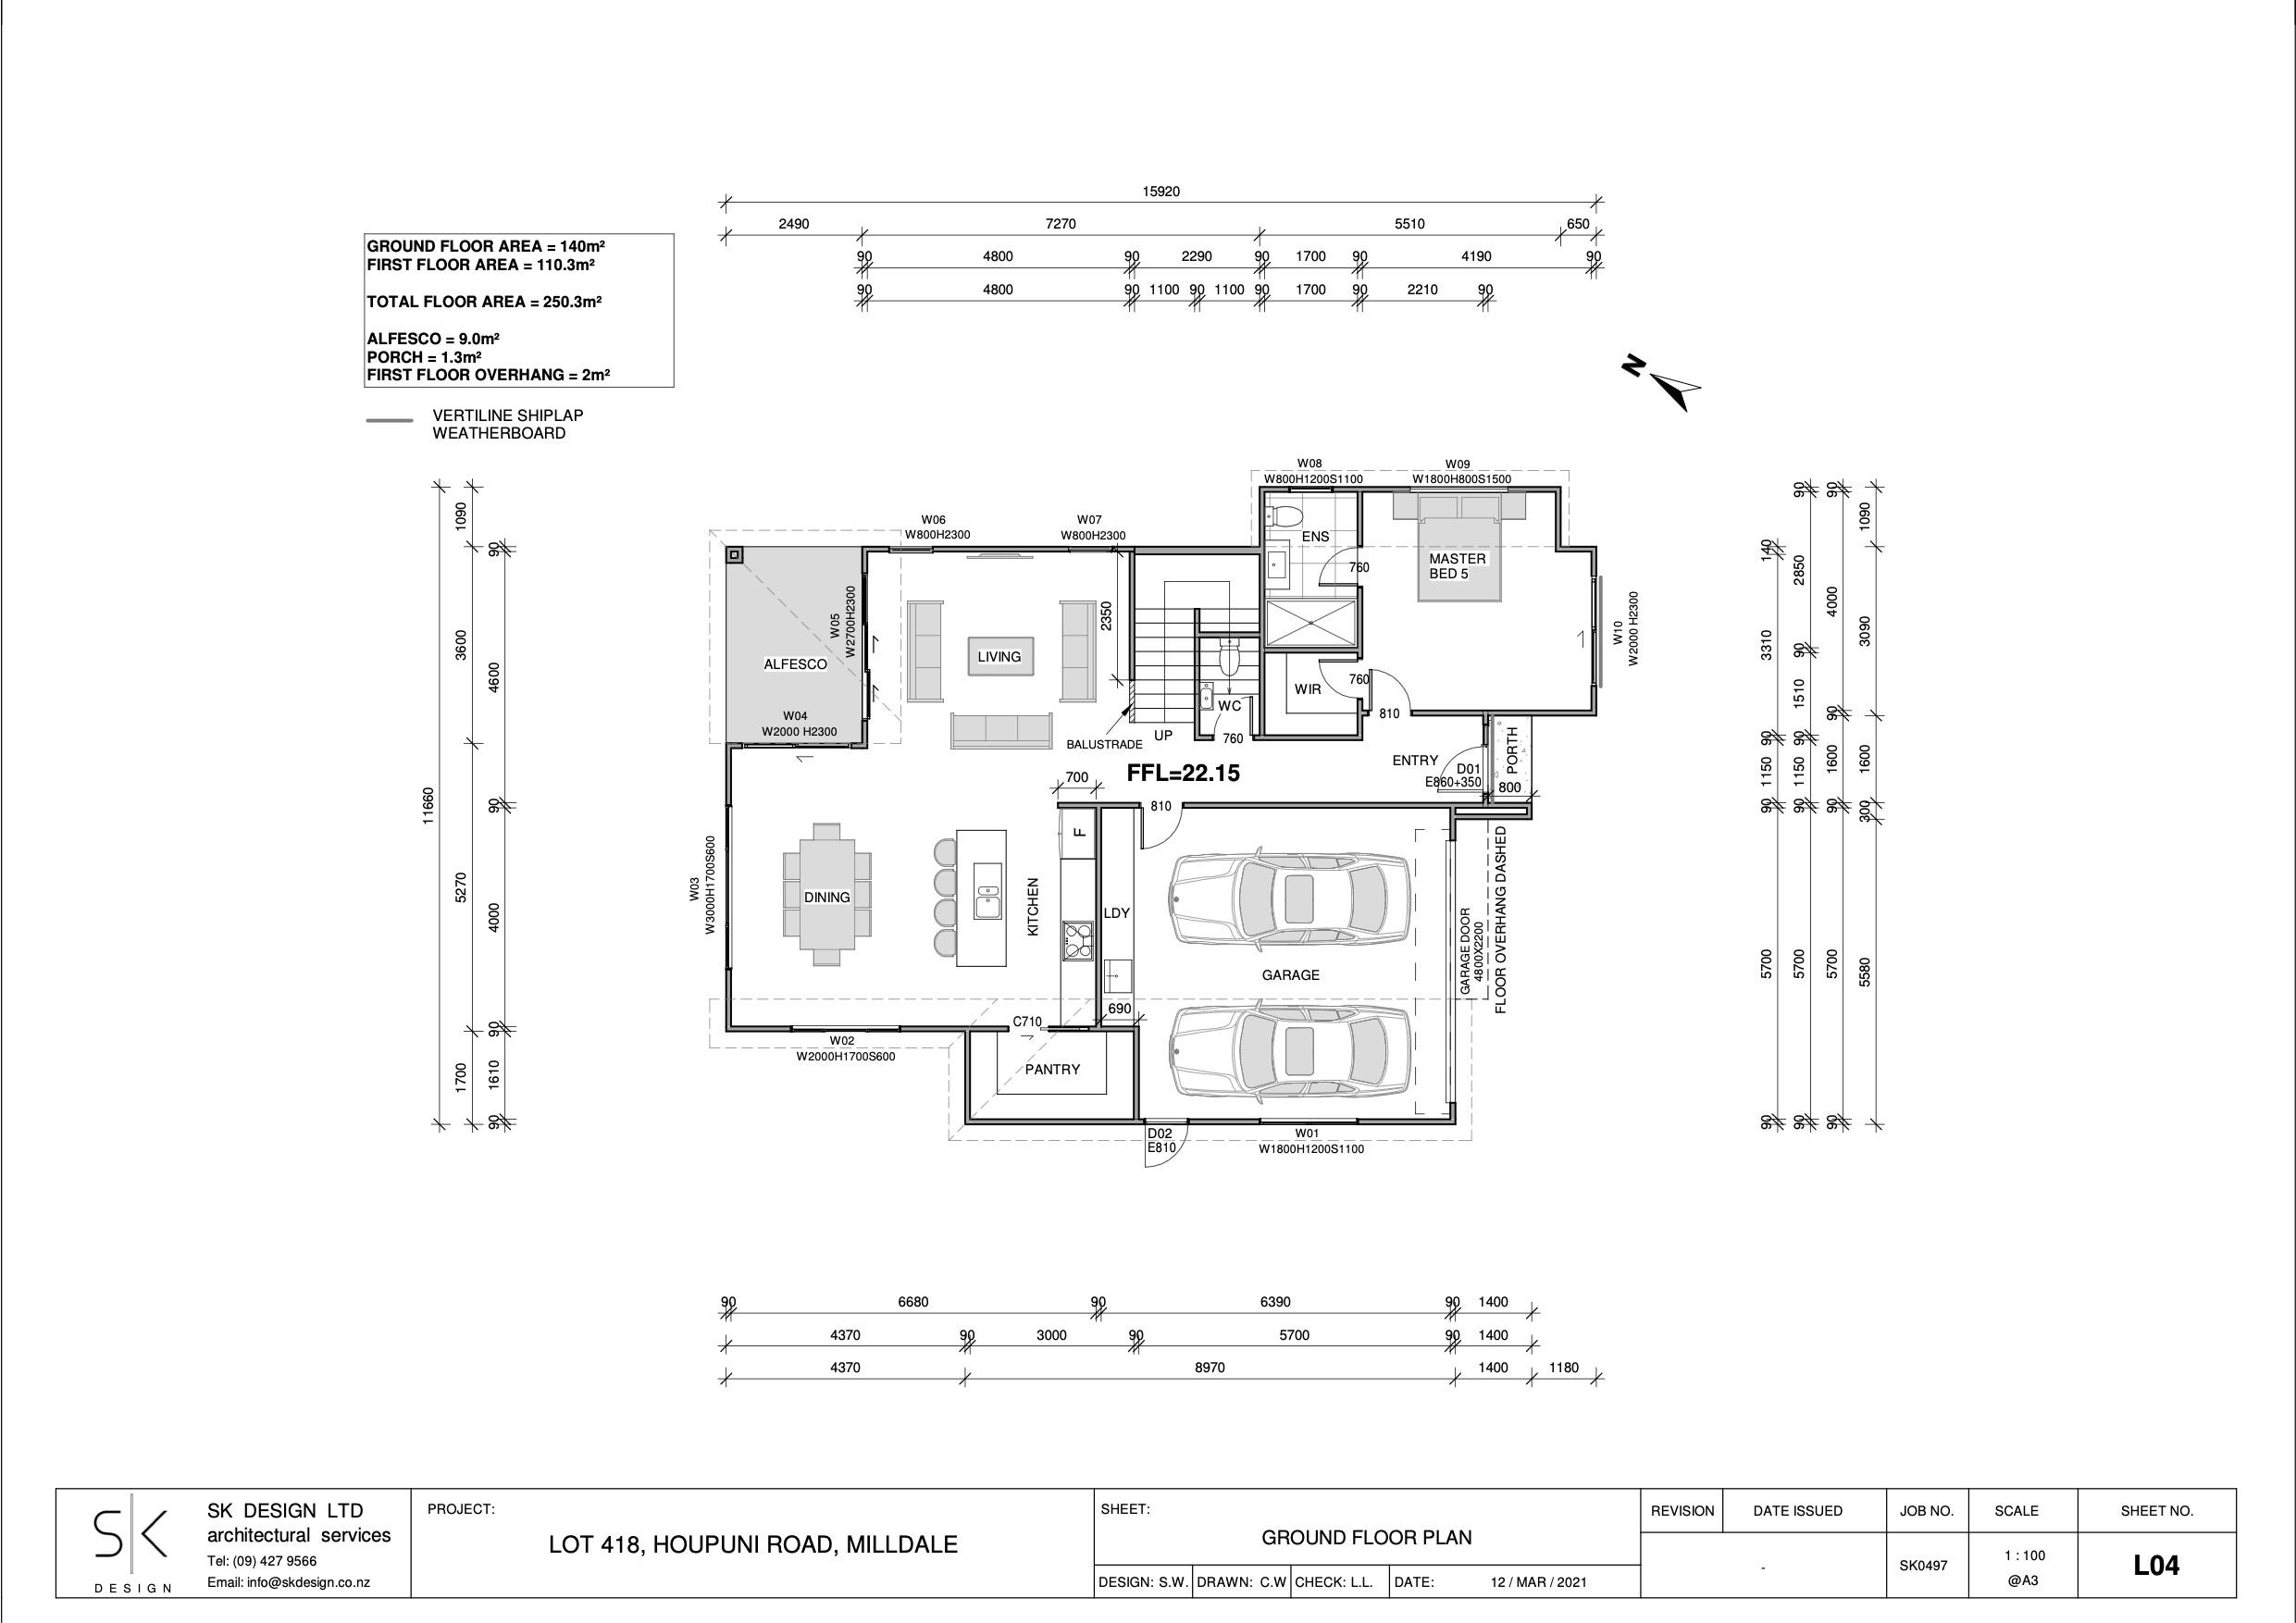 15920
2490 7270 5510 650
90 4800 90 2290 90 1700 90 4190 90
90 4800 90 1100 90 1100 90 1700 90 2210 90
GROUND FLOOR AREA = 140m²
FIRST FLOOR AREA = 110.3m²
TOTAL FLOOR AREA = 250.3m²
ALFESCO = 9.0m²
PORCH = 1.3m²
FIRST FLOOR OVERHANG = 2m²
VERTILINE SHIPLAP
WEATHERBOARD
N
11660
1090 3600 5270 1700
90 4600 90 4000 90 1610 90
W08
W800H1200S1100
W09
W1800H800S1500
W06
W800H2300
W07
W800H2300
ENS
760
MASTER
BED 5
W05
W2700H2300
2350
W10
W2000 H2300
LIVING
ALFESCO
WIR
760
WC
810
W04
W2000 H2300
UP
760
BALUSTRADE
PORTH
ENTRY
D01
E860+350
800
FFL=22.15
700
810
F
W03
W3000H1700S600
DINING
KITCHEN
LDY
GARAGE DOOR
4800X2200
FLOOR OVERHANG DASHED
GARAGE
690
C710
W02
W2000H1700S600
PANTRY
D02
E810
W01
W1800H1200S1100
140 3310 90 1150 90 5700 90
90 2850 90 1510 90 1150 90 5700 90
90 4000 90 1600 90 5700 90
1090 3090 1600 300 5580
90 6680 90 6390 90 1400
4370 90 3000 90 5700 90 1400
4370 8970 1400 1180
SK
DESIGN
SK DESIGN LTD
architectural services
Tel: (09) 427 9566
Email: info@skdesign.co.nz
PROJECT:
LOT 418, HOUPUNI ROAD, MILLDALE
SHEET:
GROUND FLOOR PLAN
DESIGN: S.W. DRAWN: C.W CHECK: L.L. DATE: 12 / MAR / 2021
REVISION DATE ISSUED JOB NO. SCALE SHEET NO.
- SK0497 1 : 100
@A3
L04